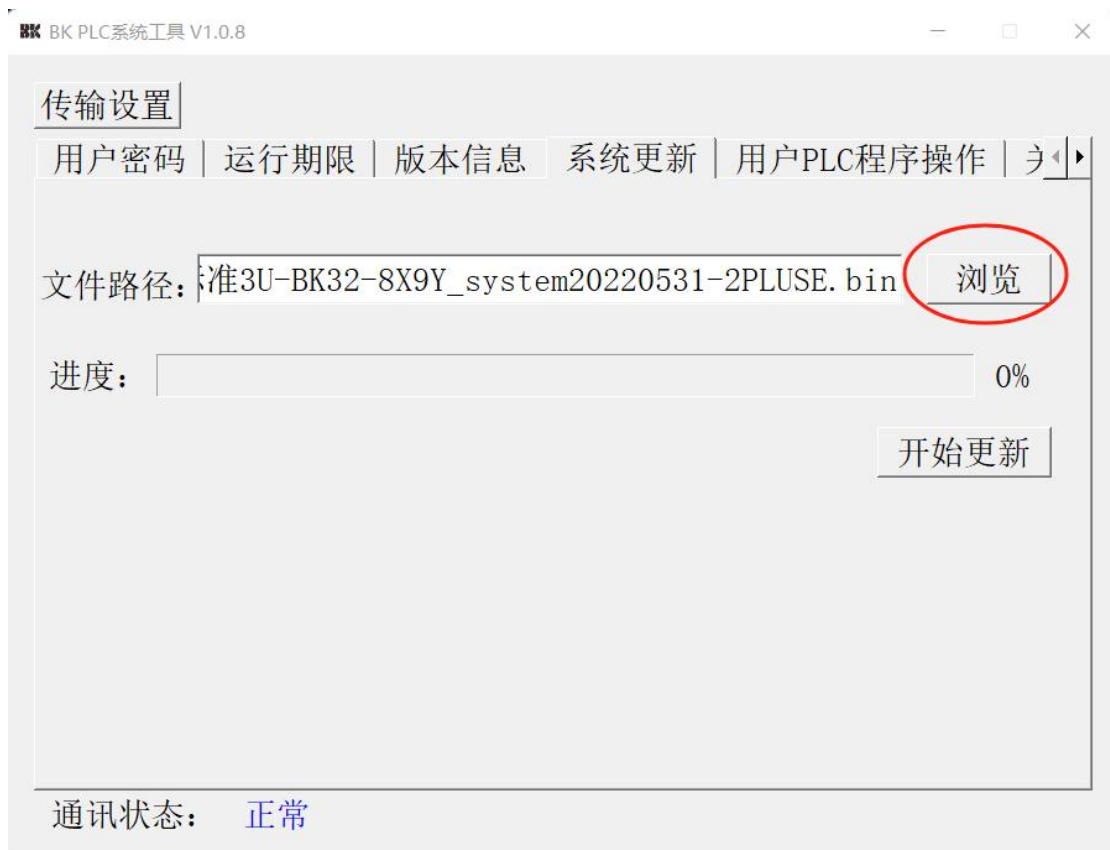 BK BK PLC系统工具 V1.0.8
传输设置
用户密码 运行期限 版本信息 系统更新 用户PLC程序操作
文件路径: 准3U-BK32-8X9Y_system20220531-2PLUSE.bin 浏览
进度: 0%
开始更新
通讯状态: 正常